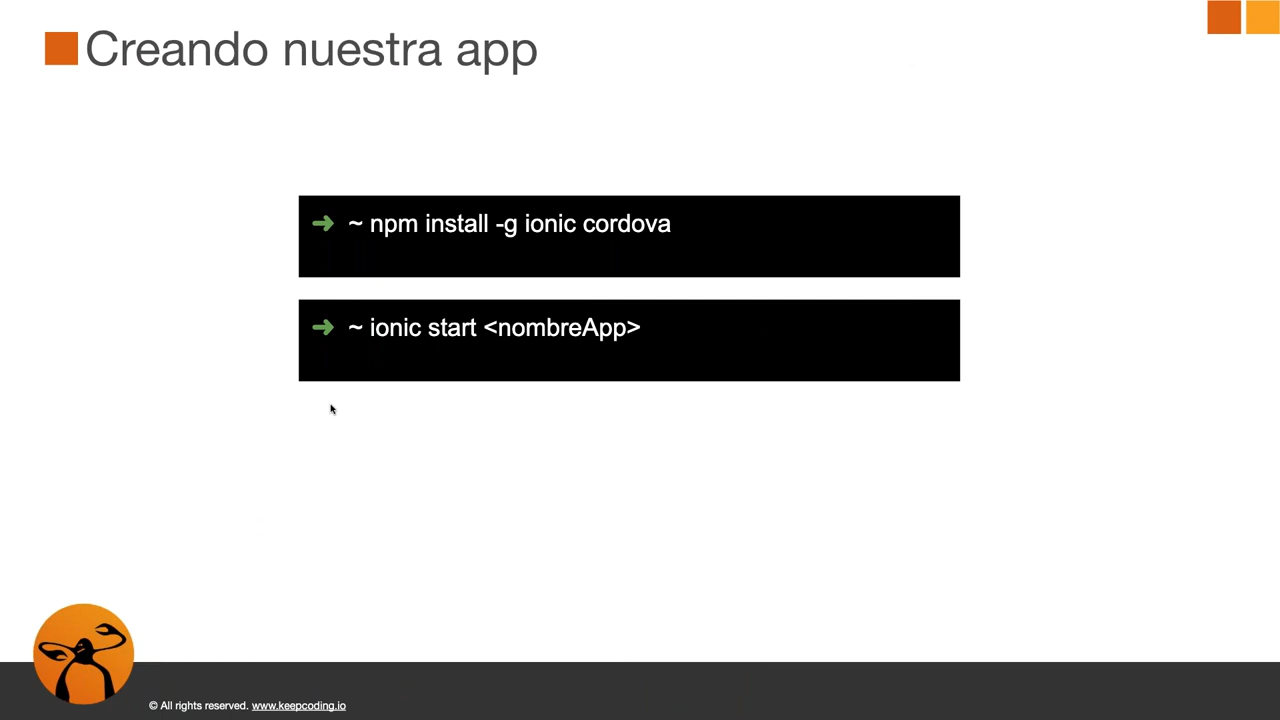 Creando nuestra app
➜ ~ npm install -g ionic cordova
➜ ~ ionic start <nombreApp>
© All rights reserved. www.keepcoding.io